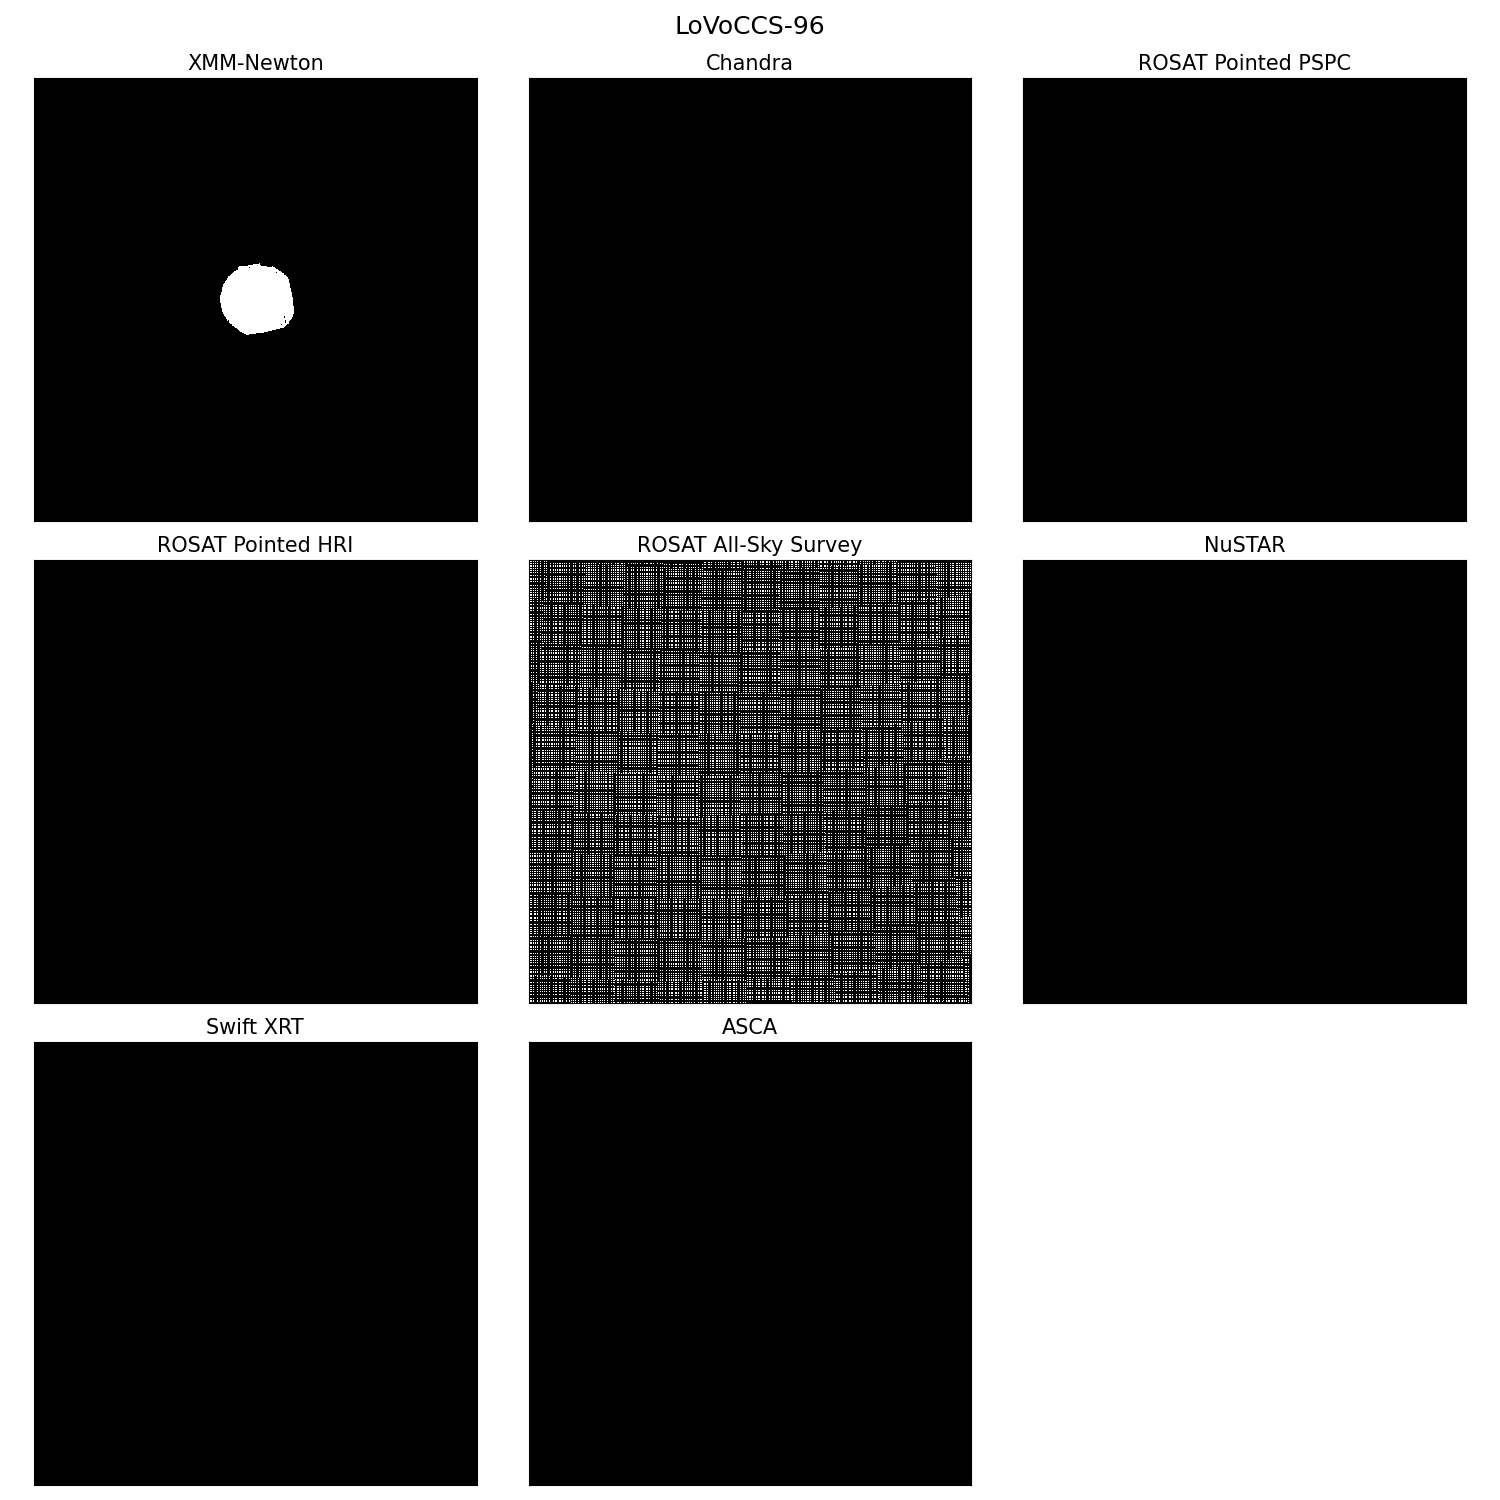 LoVoCCS-96
XMM-Newton
Chandra
ROSAT Pointed PSPC
ROSAT Pointed HRI
ROSAT All-Sky Survey
NuSTAR
Swift XRT
ASCA